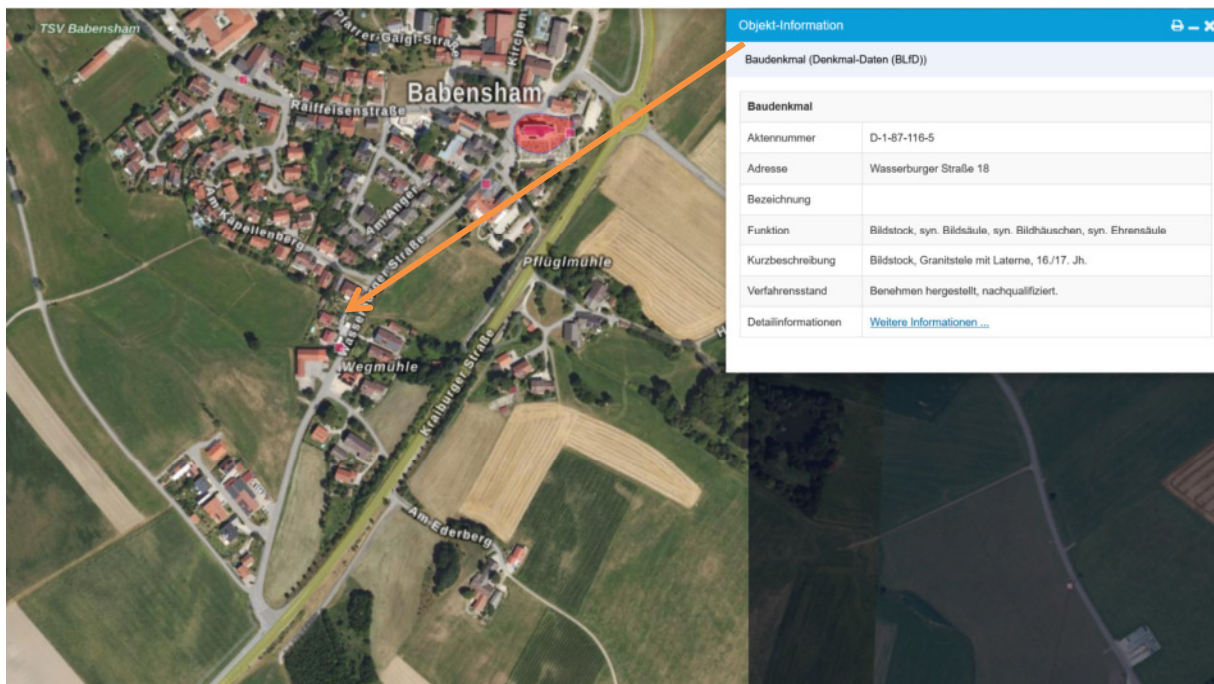 TSV Babensham
Pfarrer-Gaigl-Straße
Kirchen
Babensham
Raiffeisenstraße
Am Anger
Am Kapellenberg
Wasserburger Straße
Pflüglmühle
Wegmühle
Kraiburger Straße
Am Ederberg
Objekt-Information
Baudenkmal (Denkmal-Daten (BLfD))
Baudenkmal
Aktennummer D-1-87-116-5
Adresse Wasserburger Straße 18
Bezeichnung
Funktion Bildstock, syn. Bildsäule, syn. Bildhäuschen, syn. Ehrensäule
Kurzbeschreibung Bildstock, Granitstele mit Laterne, 16./17. Jh.
Verfahrensstand Benehmen hergestellt, nachqualifiziert.
Detailinformationen Weitere Informationen ...